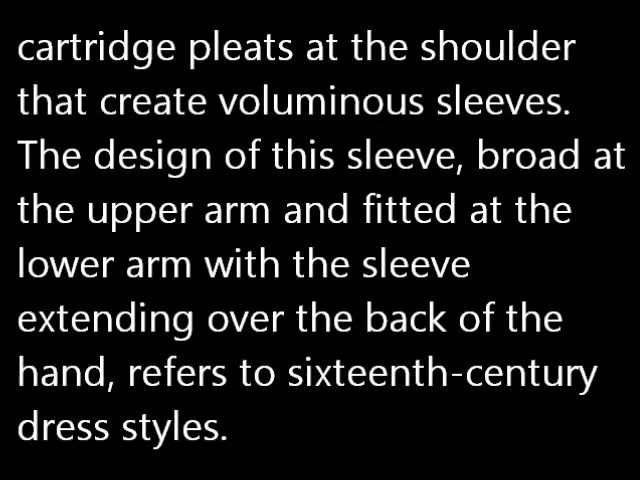 cartridge pleats at the shoulder
that create voluminous sleeves.
The design of this sleeve, broad at
the upper arm and fitted at the
lower arm with the sleeve
extending over the back of the
hand, refers to sixteenth-century
dress styles.